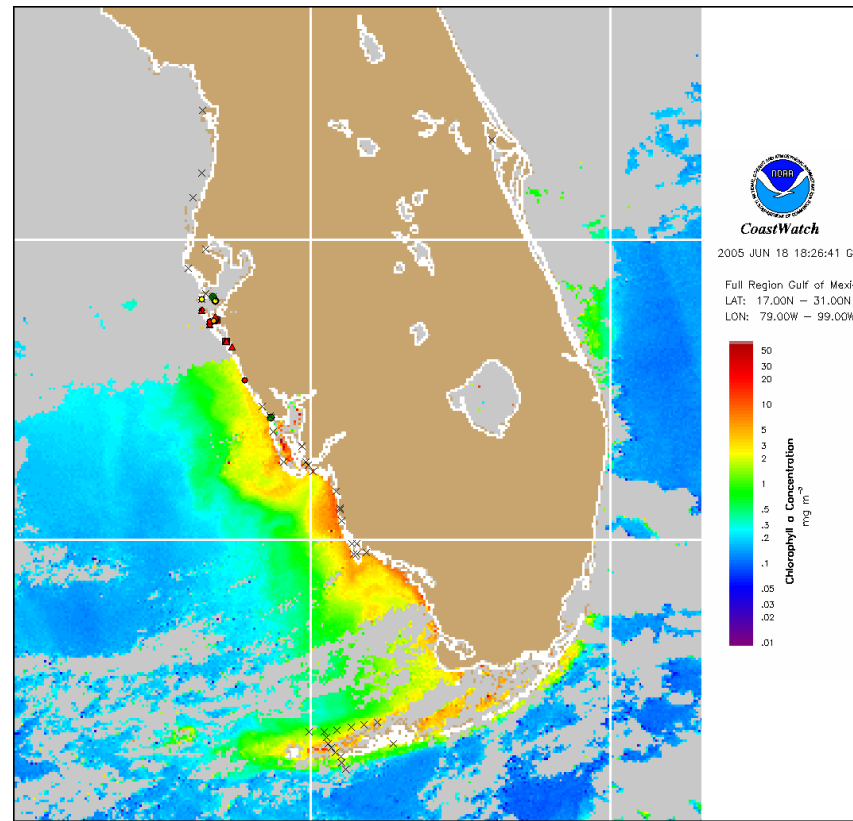 NOAA
CoastWatch
2005 JUN 18 18:26:41 G
Full Region Gulf of Mexi
LAT: 17.00N – 31.00N
LON: 79.00W – 99.00W
50
30
20
10
5
3
2
1
.5
.3
.2
.1
.05
.03
.02
.01
Chlorophyll a Concentration
mg m⁻³